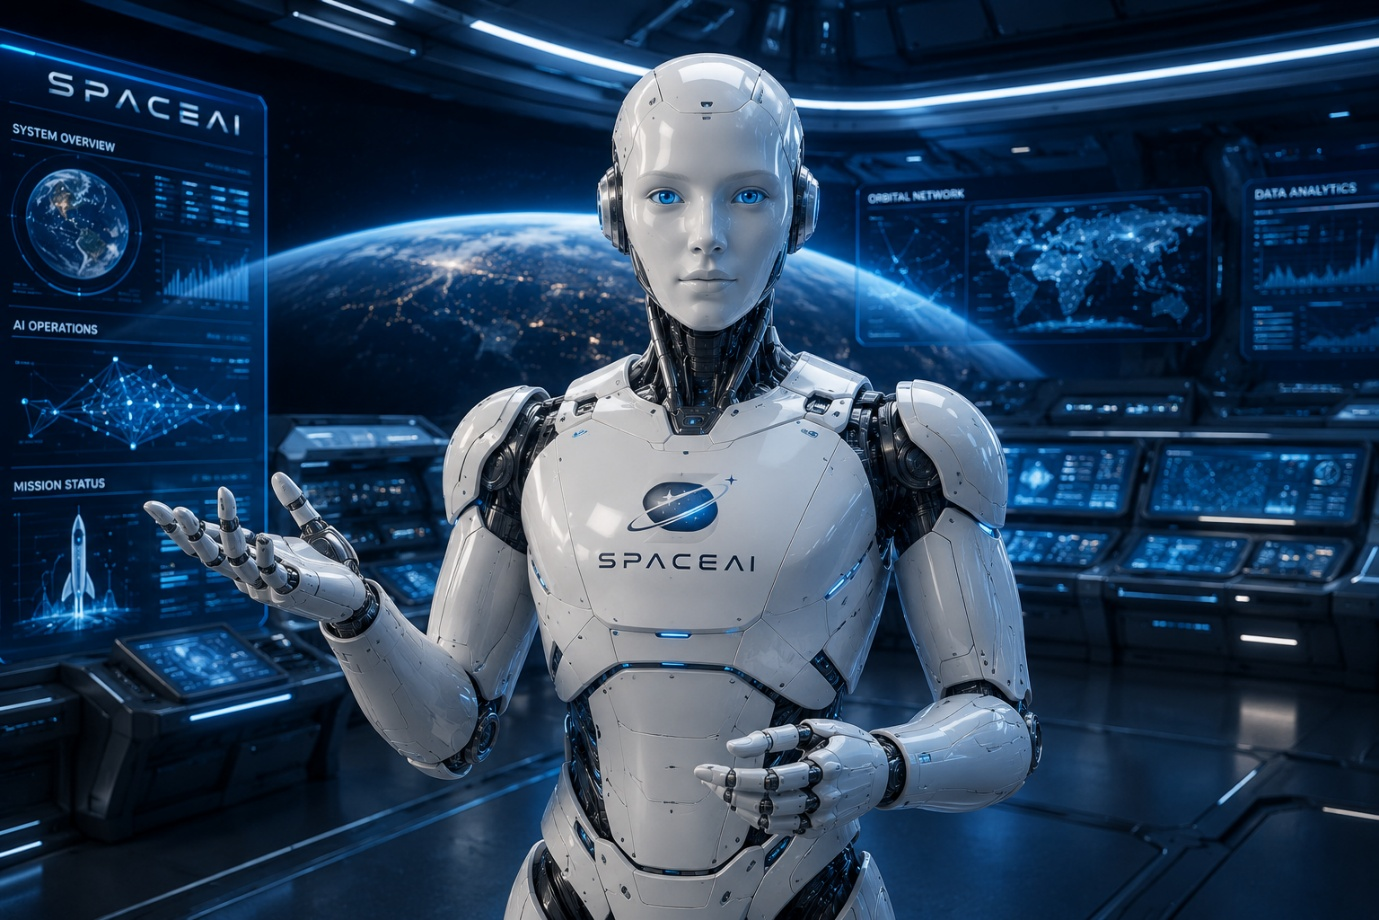 SPACEAI
SYSTEM OVERVIEW
AI OPERATIONS
MISSION STATUS
ORBITAL NETWORK
DATA ANALYTICS
SPACEAI